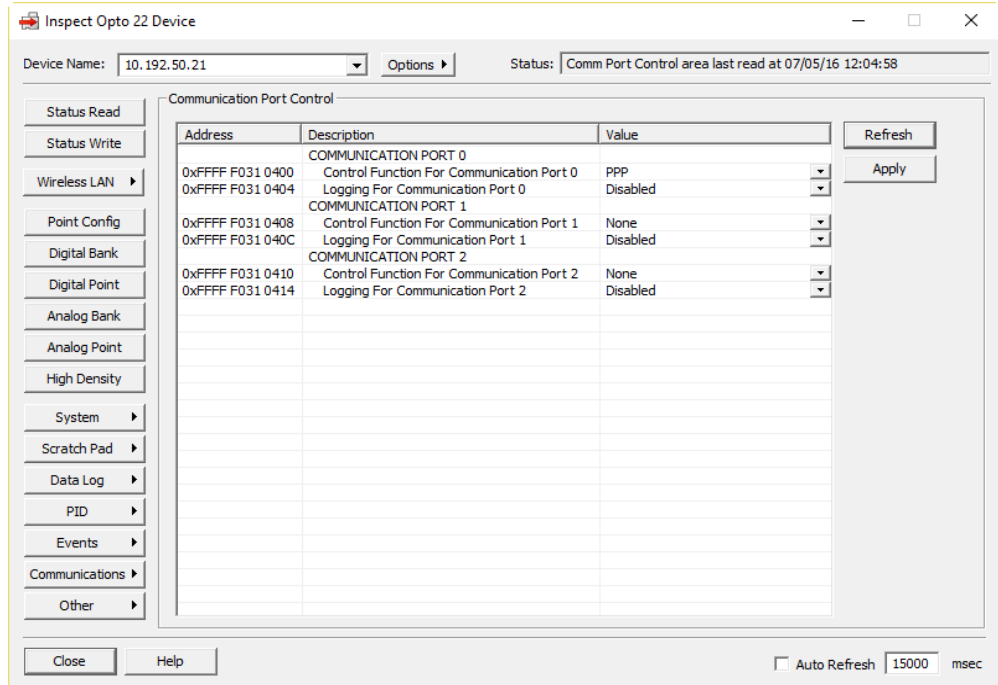 Inspect Opto 22 Device
Device Name: 10.192.50.21 Options Status: Comm Port Control area last read at 07/05/16 12:04:58
Status Read
Status Write
Wireless LAN
Point Config
Digital Bank
Digital Point
Analog Bank
Analog Point
High Density
System
Scratch Pad
Data Log
PID
Events
Communications
Other
Communication Port Control
Address Description Value
COMMUNICATION PORT 0
0xFFFF F031 0400 Control Function For Communication Port 0 PPP
0xFFFF F031 0404 Logging For Communication Port 0 Disabled
COMMUNICATION PORT 1
0xFFFF F031 0408 Control Function For Communication Port 1 None
0xFFFF F031 040C Logging For Communication Port 1 Disabled
COMMUNICATION PORT 2
0xFFFF F031 0410 Control Function For Communication Port 2 None
0xFFFF F031 0414 Logging For Communication Port 2 Disabled
Refresh
Apply
Close Help Auto Refresh 15000 msec